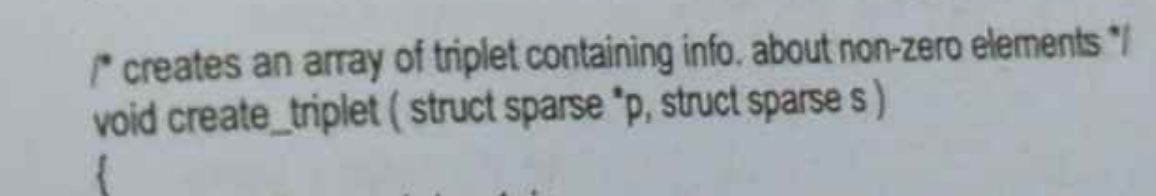 /* creates an array of triplet containing info. about non-zero elements */
void create_triplet ( struct sparse *p, struct sparse s )
{